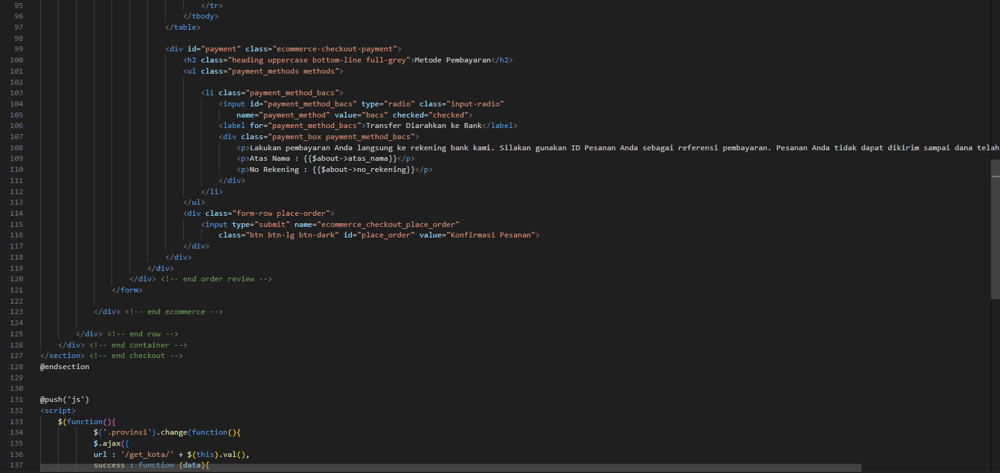 95 </tr>
96 </tbody>
97 </table>
98
99 <div id="payment" class="ecommerce-checkout-payment">
100 <h2 class="heading uppercase bottom-line full-grey">Metode Pembayaran</h2>
101 <ul class="payment_methods methods">
102
103 <li class="payment_method_bacs">
104 <input id="payment_method_bacs" type="radio" class="input-radio"
105 name="payment_method" value="bacs" checked="checked">
106 <label for="payment_method_bacs">Transfer Diarahkan ke Bank</label>
107 <div class="payment_box payment_method_bacs">
108 <p>Lakukan pembayaran Anda langsung ke rekening bank kami. Silakan gunakan ID Pesanan Anda sebagai referensi pembayaran. Pesanan Anda tidak dapat dikirim sampai dana telah
109 <p>Atas Nama : {{$about->atas_nama}}</p>
110 <p>No Rekening : {{$about->no_rekening}}</p>
111 </div>
112 </li>
113 </ul>
114 <div class="form-row place-order">
115 <input type="submit" name="ecommerce_checkout_place_order"
116 class="btn btn-lg btn-dark" id="place_order" value="Konfirmasi Pesanan">
117 </div>
118 </div>
119 </div>
120 </div> <!-- end order review -->
121 </form>
122
123 </div> <!-- end ecommerce -->
124
125 </div> <!-- end row -->
126 </div> <!-- end container -->
127 </section> <!-- end checkout -->
128 @endsection
129
130
131 @push('js')
132 <script>
133 $(function(){
134 $('.provinsi').change(function(){
135 $.ajax({
136 url : '/get_kota/' + $(this).val(),
137 success : function (data){